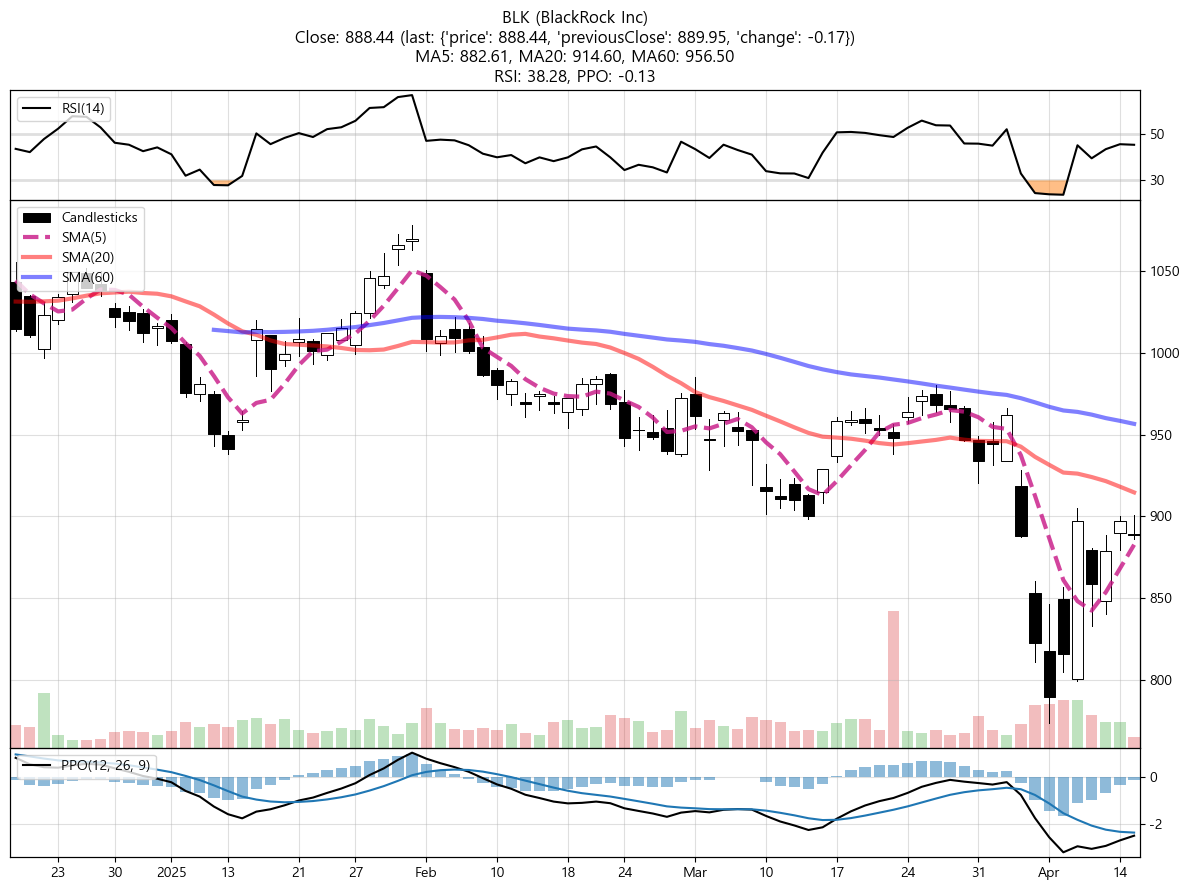 BLK (BlackRock Inc)
Close: 888.44 (last: {'price': 888.44, 'previousClose': 889.95, 'change': -0.17})
MA5: 882.61, MA20: 914.60, MA60: 956.50
RSI: 38.28, PPO: -0.13
RSI(14)
50
30
Candlesticks
SMA(5)
SMA(20)
SMA(60)
1050
1000
950
900
850
800
PPO(12, 26, 9)
0
-2
23 30 2025 13 21 27 Feb 10 18 24 Mar 10 17 24 31 Apr 14